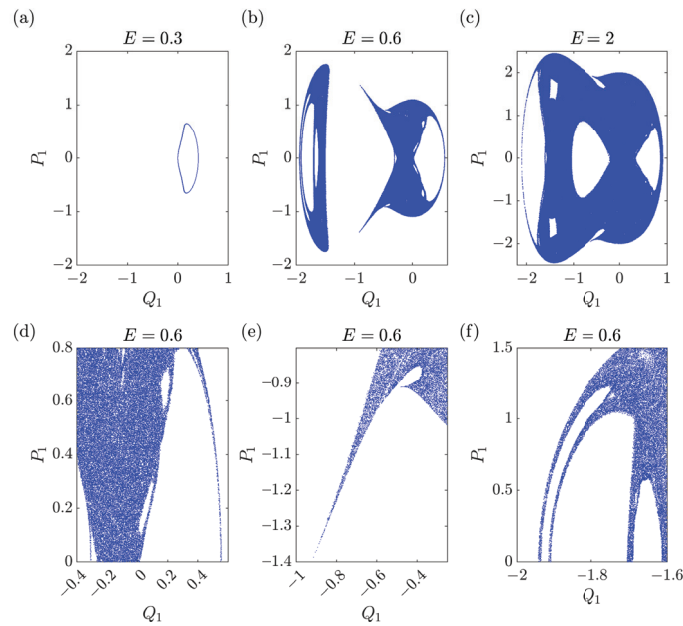 (a)
E = 0.3
2
1
0
−1
−2
−2
−1
0
1
P₁
Q₁
(b)
E = 0.6
2
1
0
−1
−2
−2
−1
0
P₁
Q₁
(c)
E = 2
2
1
0
−1
−2
−2
−1
0
1
P₁
Q₁
(d)
E = 0.6
0.8
0.6
0.4
0.2
0
−0.4
−0.2
0
0.2
0.4
P₁
Q₁
(e)
E = 0.6
−0.9
−1
−1.1
−1.2
−1.3
−1.4
−1
−0.8
−0.6
−0.4
P₁
Q₁
(f)
E = 0.6
1.5
1
0.5
0
−2
−1.8
−1.6
P₁
Q₁